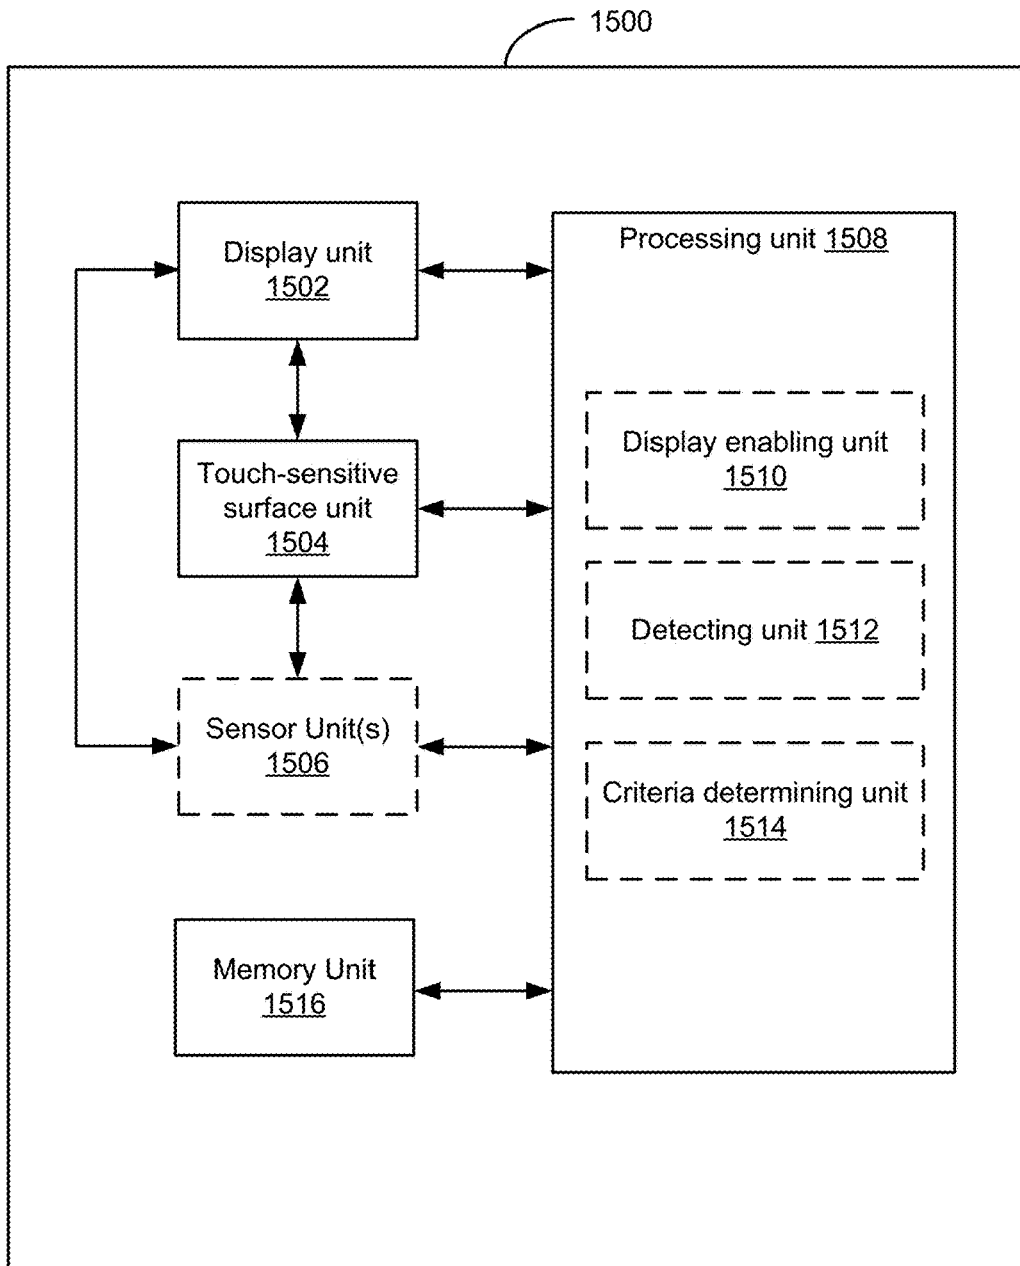 1500
Display unit
1502
Processing unit 1508
Display enabling unit
1510
Touch-sensitive
surface unit
1504
Detecting unit 1512
Sensor Unit(s)
1506
Criteria determining unit
1514
Memory Unit
1516